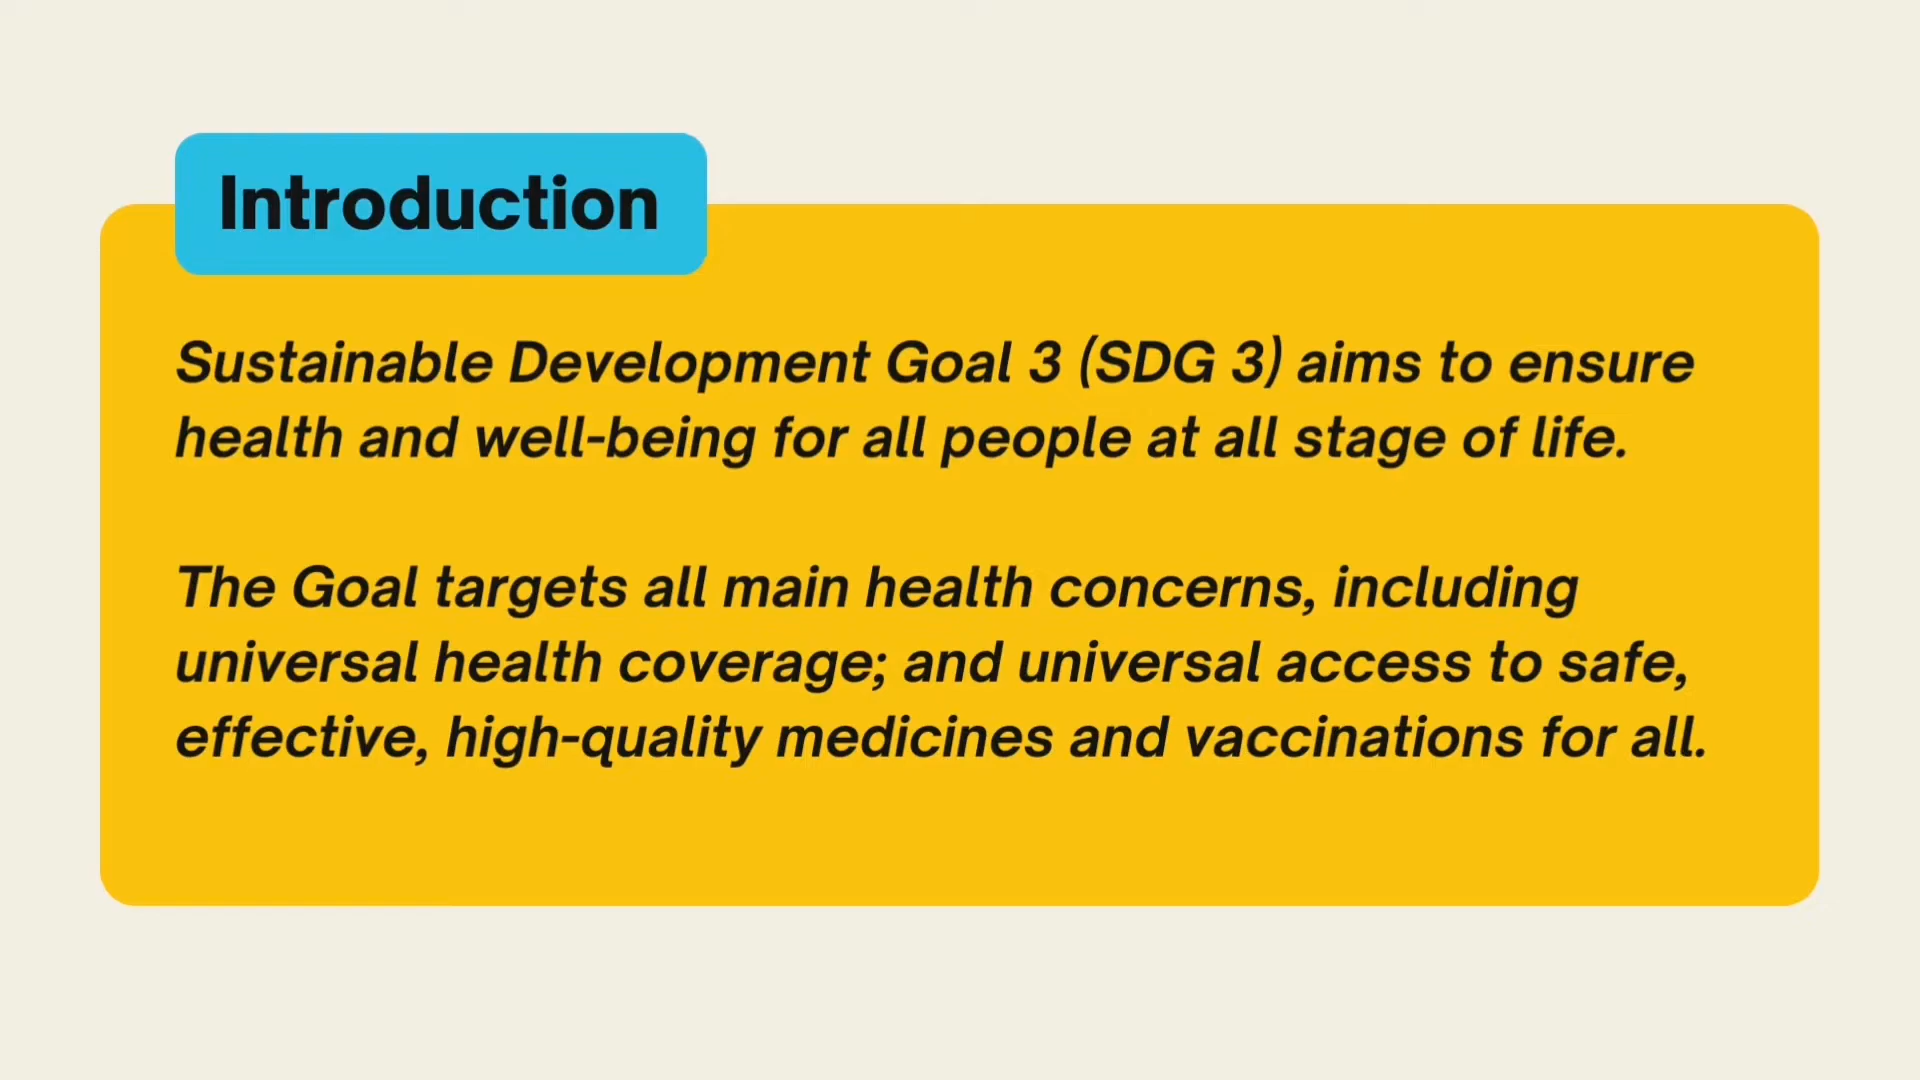 Introduction
Sustainable Development Goal 3 (SDG 3) aims to ensure
health and well-being for all people at all stage of life.
The Goal targets all main health concerns, including
universal health coverage; and universal access to safe,
effective, high-quality medicines and vaccinations for all.